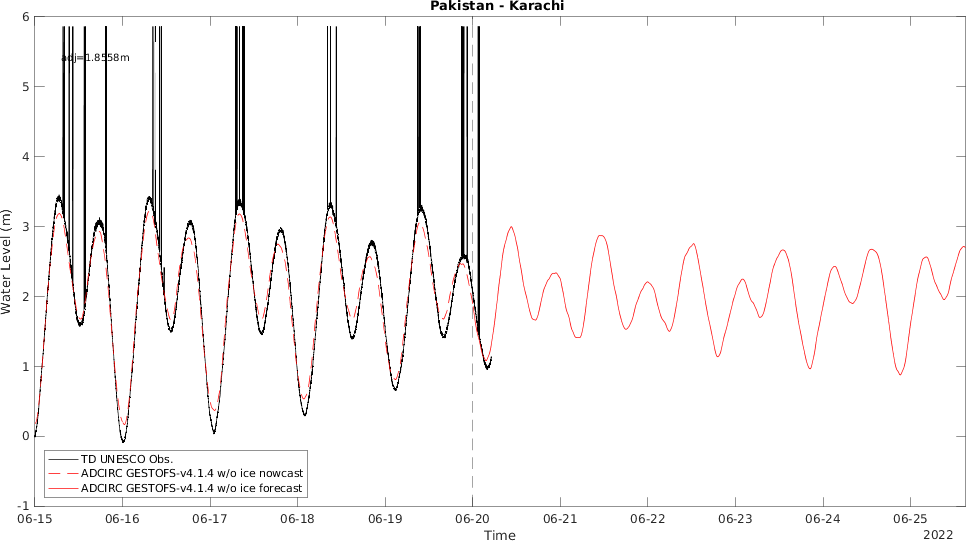 Pakistan - Karachi
6
adj=1.8558m
5
4
3
2
1
0
-1
Water Level (m)
TD UNESCO Obs.
ADCIRC GESTOFS-v4.1.4 w/o ice nowcast
ADCIRC GESTOFS-v4.1.4 w/o ice forecast
06-15 06-16 06-17 06-18 06-19 06-20 06-21 06-22 06-23 06-24 06-25
Time
2022